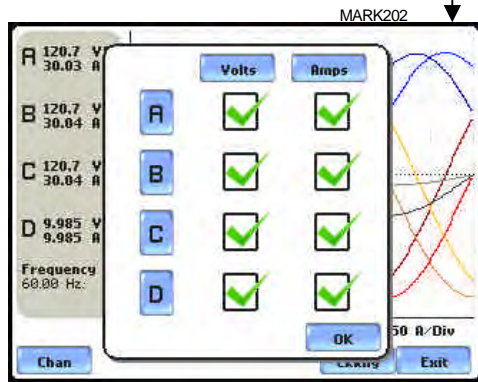 MARK202
A 120.7 V
30.03 A
B 120.7 V
30.04 A
C 120.7 V
30.04 A
D 9.985 V
9.985 A
Frequency
60.00 Hz.
Volts Amps
A
B
C
D
OK
50 A/Div
Chan Exit